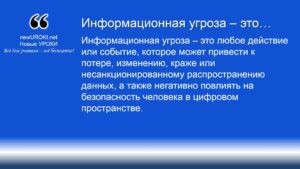 newUROKI.net
Новые УРОКИ
Всё для учителя – всё бесплатно!
Информационная угроза – это…
Информационная угроза – это любое действие
или событие, которое может привести к
потере, изменению, краже или
несанкционированному распространению
данных, а также негативно повлиять на
безопасность человека в цифровом
пространстве.